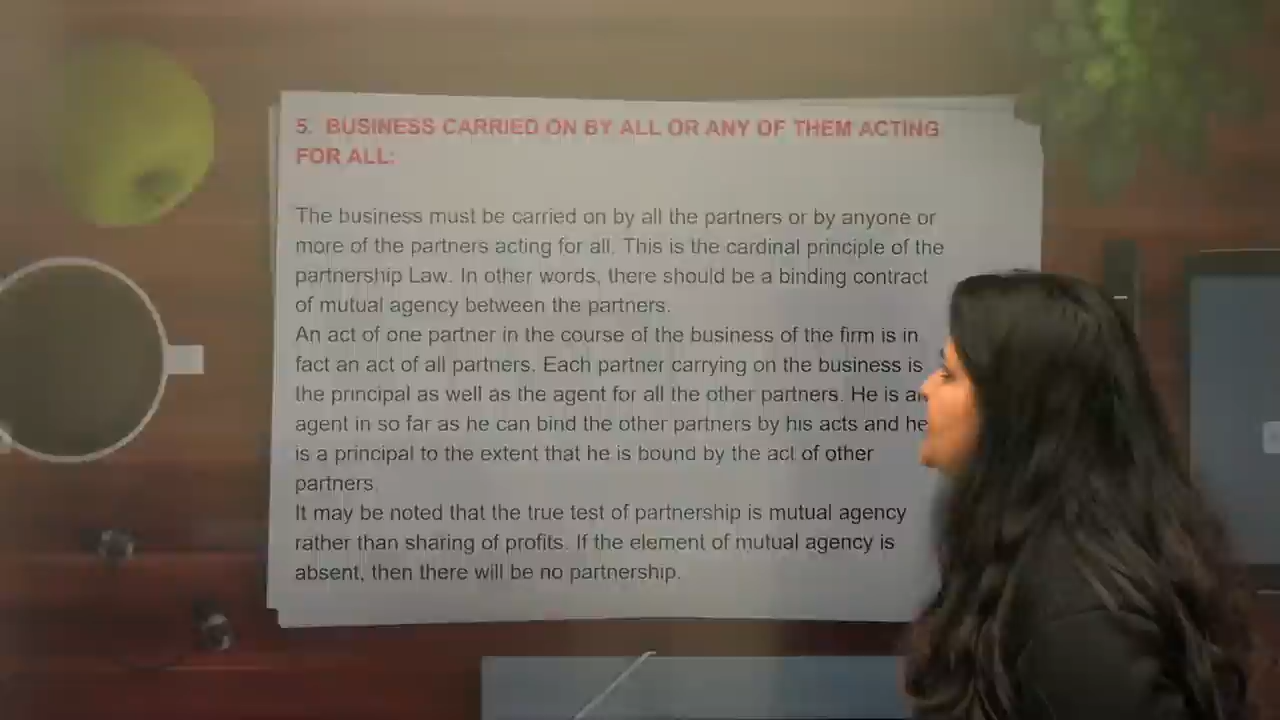 5. BUSINESS CARRIED ON BY ALL OR ANY OF THEM ACTING
FOR ALL:
The business must be carried on by all the partners or by anyone or
more of the partners acting for all. This is the cardinal principle of the
partnership Law. In other words, there should be a binding contract
of mutual agency between the partners.
An act of one partner in the course of the business of the firm is in
fact an act of all partners. Each partner carrying on the business is
the principal as well as the agent for all the other partners. He is an
agent in so far as he can bind the other partners by his acts and he
is a principal to the extent that he is bound by the act of other
partners.
It may be noted that the true test of partnership is mutual agency
rather than sharing of profits. If the element of mutual agency is
absent, then there will be no partnership.